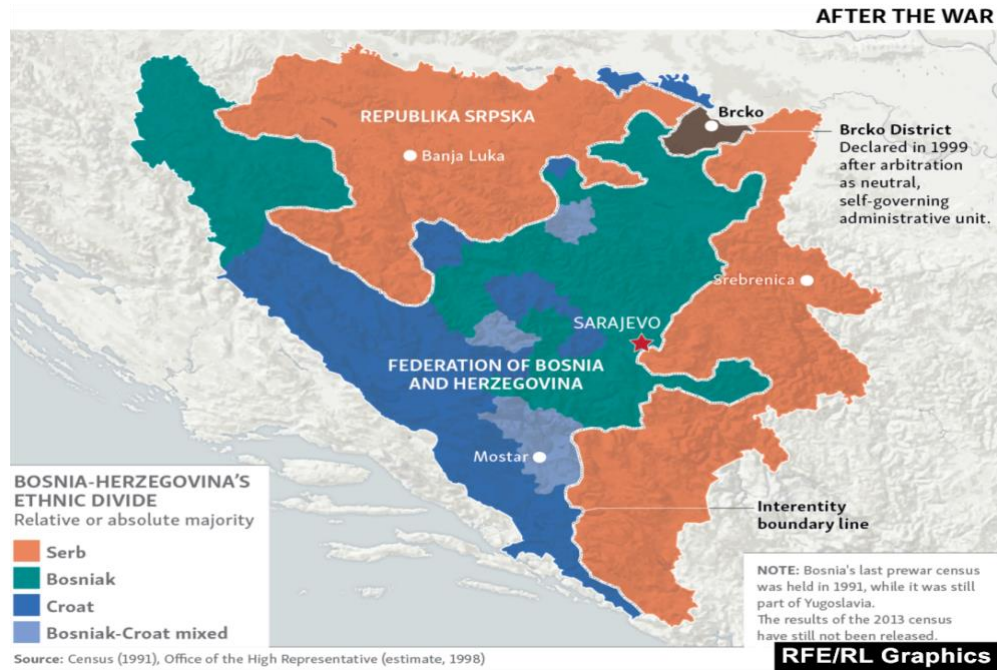 AFTER THE WAR
REPUBLIKA SRPSKA
Banja Luka
Brcko
Brcko District
Declared in 1999
after arbitration
as neutral,
self-governing
administrative unit.
Srebrenica
SARAJEVO
FEDERATION OF BOSNIA
AND HERZEGOVINA
Mostar
Interentity
boundary line
BOSNIA-HERZEGOVINA'S
ETHNIC DIVIDE
Relative or absolute majority
Serb
Bosniak
Croat
Bosniak-Croat mixed
NOTE: Bosnia's last prewar census
was held in 1991, while it was still
part of Yugoslavia.
The results of the 2013 census
have still not been released.
Source: Census (1991), Office of the High Representative (estimate, 1998)
RFE/RL Graphics